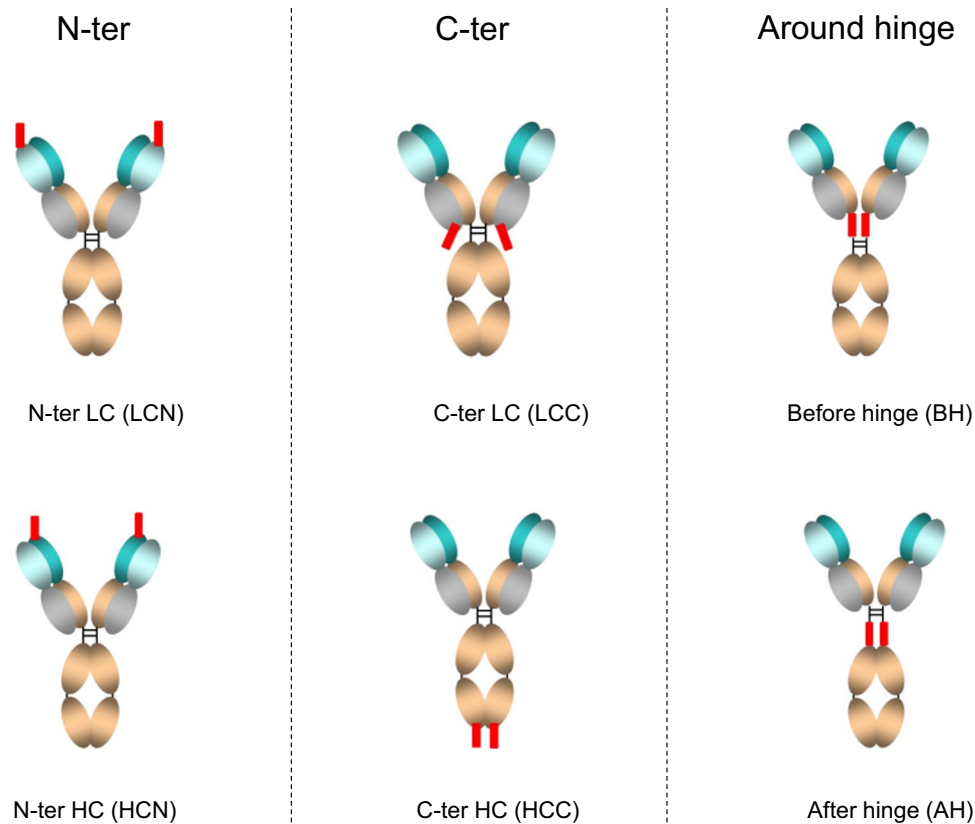 N-ter
C-ter
Around hinge
N-ter LC (LCN)
C-ter LC (LCC)
Before hinge (BH)
N-ter HC (HCN)
C-ter HC (HCC)
After hinge (AH)